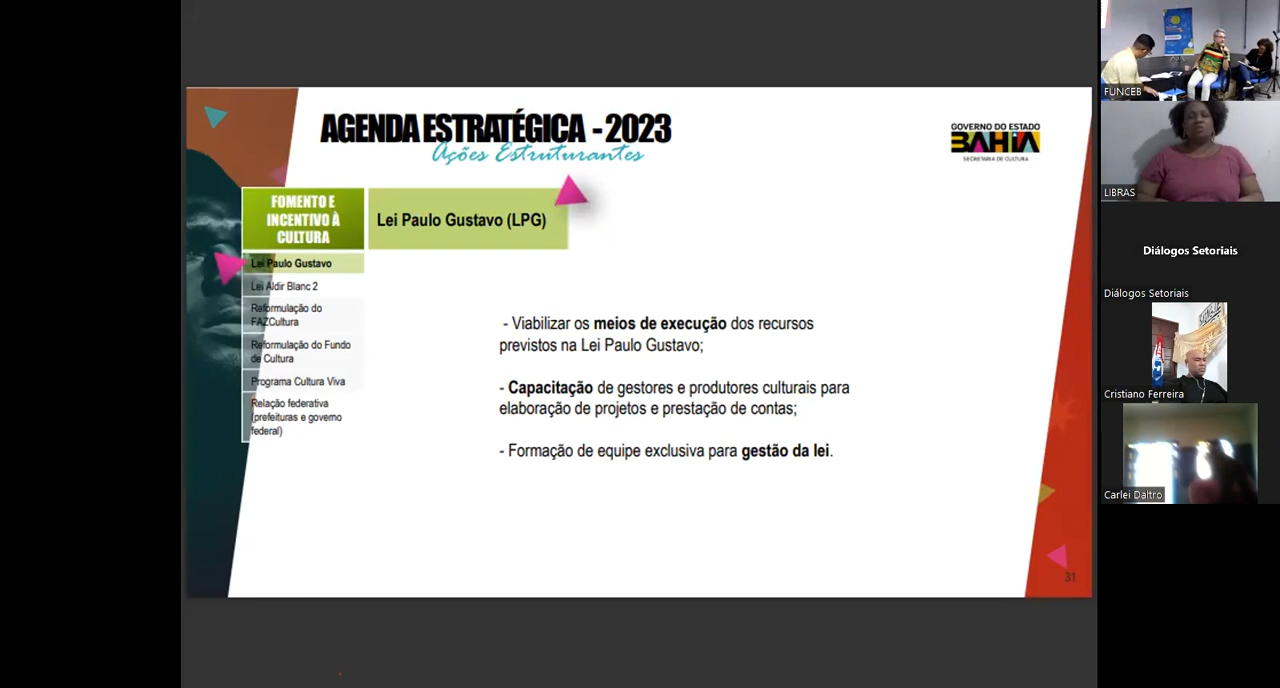 AGENDA ESTRATÉGICA - 2023
Ações Estruturantes
GOVERNO DO ESTADO
BAHIA
SECRETARIA DE CULTURA
FOMENTO E
INCENTIVO À
CULTURA
Lei Paulo Gustavo (LPG)
Lei Paulo Gustavo
Lei Aldir Blanc 2
Reformulação do
FAZCultura
Reformulação do Fundo
de Cultura
Programa Cultura Viva
Relação federativa
(prefeituras e governo
federal)
- Viabilizar os meios de execução dos recursos
previstos na Lei Paulo Gustavo;
- Capacitação de gestores e produtores culturais para
elaboração de projetos e prestação de contas;
- Formação de equipe exclusiva para gestão da lei.
31
FUNCEB
LIBRAS
Diálogos Setoriais
Diálogos Setoriais
Cristiano Ferreira
Carlei Daltro